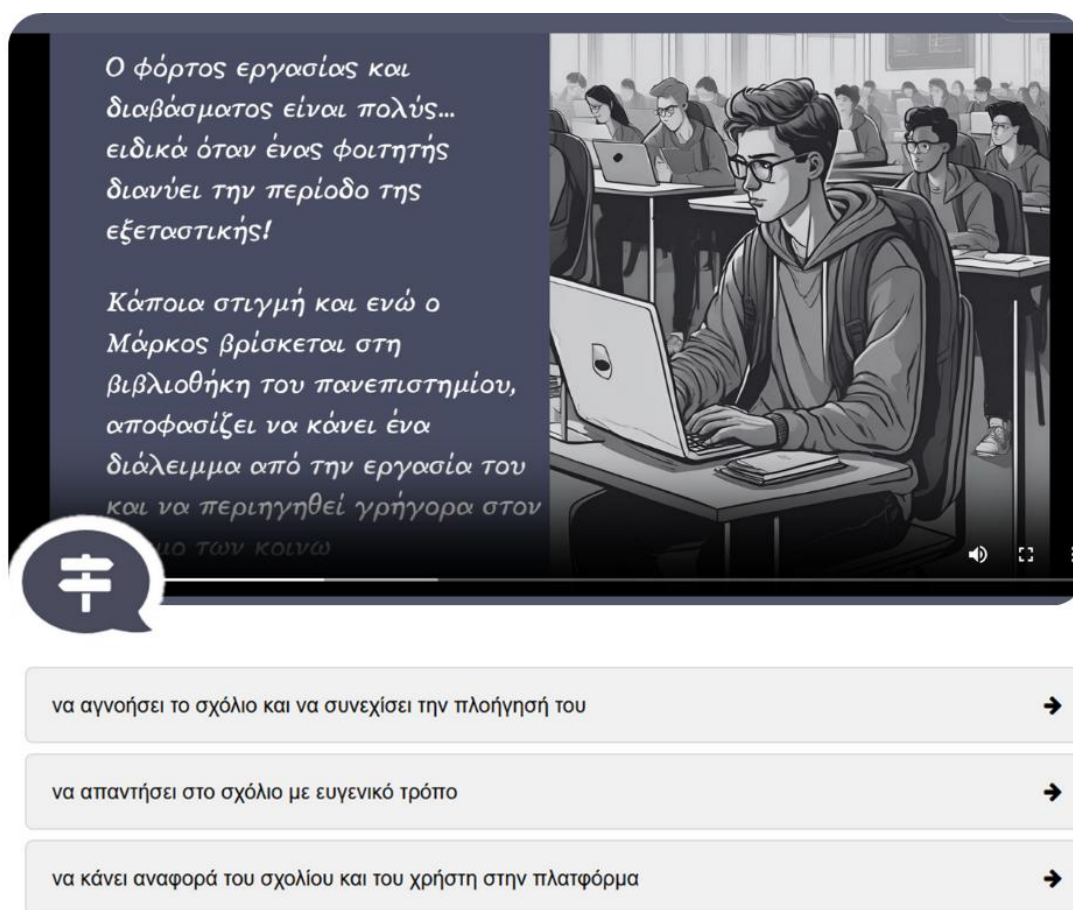 Ο φόρτος εργασίας και
διαβάσματος είναι πολύς...
ειδικά όταν ένας φοιτητής
διανύει την περίοδο της
εξεταστικής!
Κάποια στιγμή και ενώ ο
Μάρκος βρίσκεται στη
βιβλιοθήκη του πανεπιστημίου,
αποφασίζει να κάνει ένα
διάλειμμα από την εργασία του
και να περιηγηθεί γρήγορα στον
των κοινω
να αγνοήσει το σχόλιο και να συνεχίσει την πλοήγησή του
να απαντήσει στο σχόλιο με ευγενικό τρόπο
να κάνει αναφορά του σχολίου και του χρήστη στην πλατφόρμα